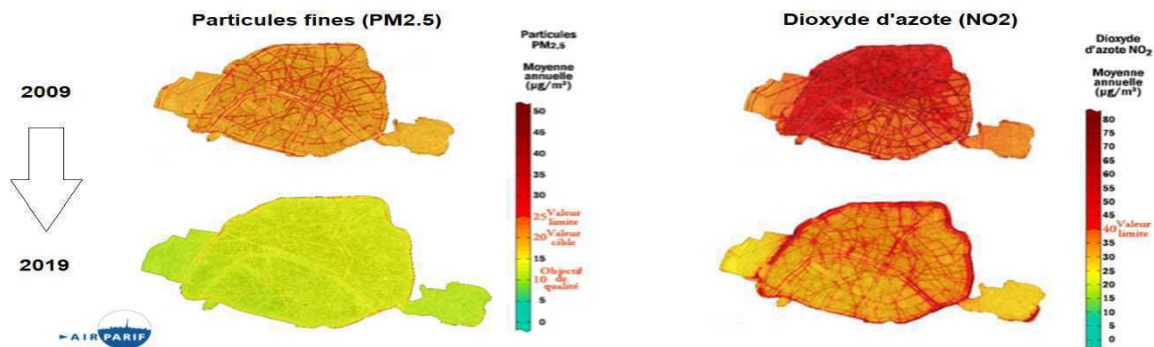 Particules fines (PM2.5)
Dioxyde d'azote (NO2)
2009
2019
Particules
PM2,5
Moyenne
annuelle
(µg/m³)
50
45
40
35
30
25 Valeur
limite
20 Valeur
cible
15
Objectif
10 de
qualité
5
0
Dioxyde
d'azote NO2
Moyenne
annuelle
(µg/m³)
80
75
70
65
60
55
50
45
40 Valeur
limite
35
30
25
20
15
10
5
0
AIRPARIF